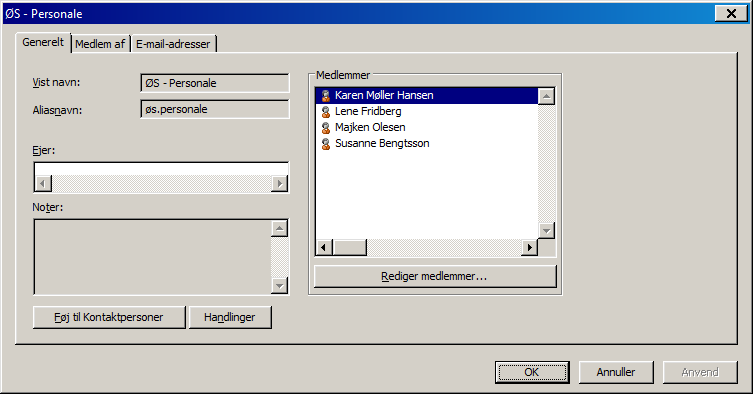 ØS - Personale
Generelt
Medlem af
E-mail-adresser
Vist navn:
ØS - Personale
Aliasnavn:
øs.personale
Ejer:
Noter:
Føj til Kontaktpersoner
Handlinger
Medlemmer
Karen Møller Hansen
Lene Fridberg
Majken Olesen
Susanne Bengtsson
Rediger medlemmer...
OK
Annuller
Anvend